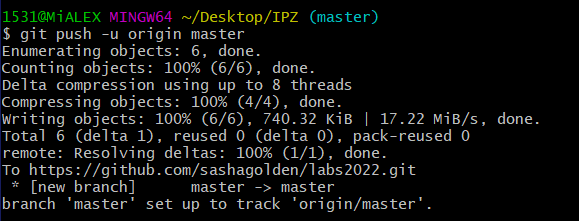 1531@MiALEX MINGW64 ~/Desktop/IPZ (master)
$ git push -u origin master
Enumerating objects: 6, done.
Counting objects: 100% (6/6), done.
Delta compression using up to 8 threads
Compressing objects: 100% (4/4), done.
Writing objects: 100% (6/6), 740.32 KiB | 17.22 MiB/s, done.
Total 6 (delta 1), reused 0 (delta 0), pack-reused 0
remote: Resolving deltas: 100% (1/1), done.
To https://github.com/sashagolden/labs2022.git
 * [new branch]      master -> master
branch 'master' set up to track 'origin/master'.